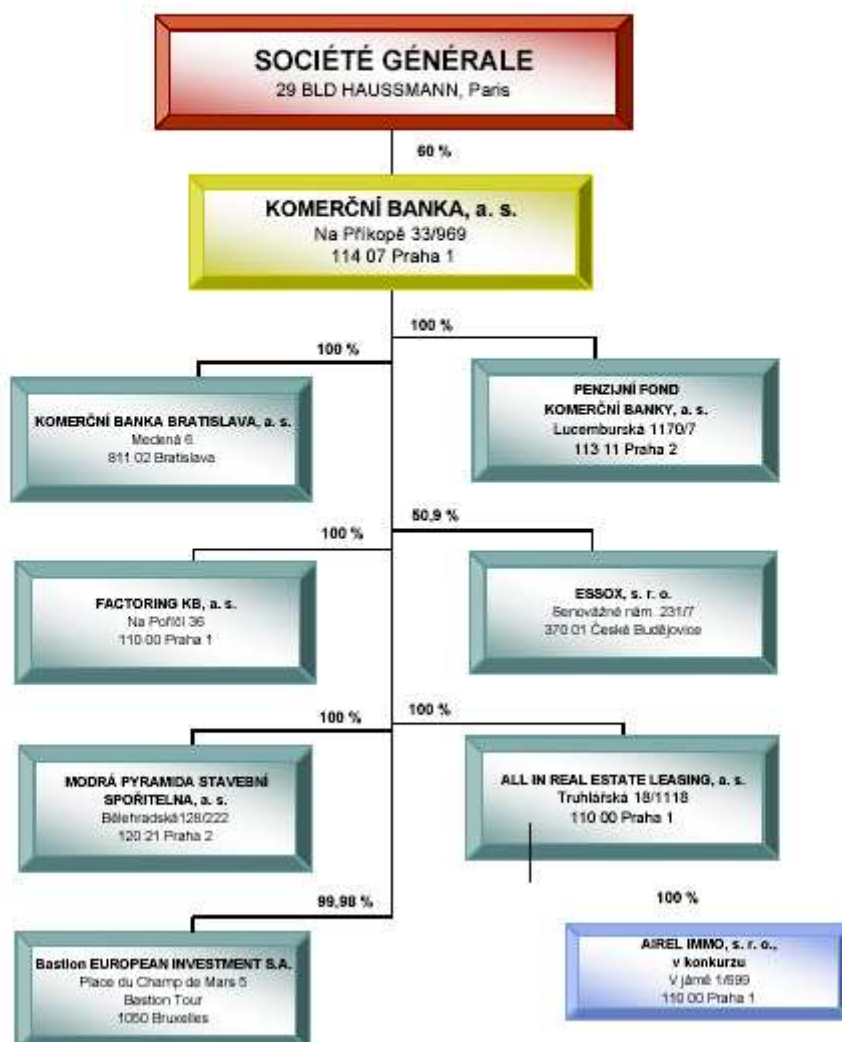 SOCIÉTÉ GÉNÉRALE
29 BLD HAUSSMANN, Paris
60 %
KOMERČNÍ BANKA, a. s.
Na Příkopě 33/969
114 07 Praha 1
100 %
100 %
KOMERČNÍ BANKA BRATISLAVA, a. s.
Medená 6
811 02 Bratislava
PENZIJNÍ FOND
KOMERČNÍ BANKY, a. s.
Lucemburská 1170/7
113 11 Praha 2
100 %
50,9 %
FACTORING KB, a. s.
Na Poříčí 36
110 00 Praha 1
ESSOX, s. r. o.
Senovážné nám. 231/7
370 01 České Budějovice
100 %
100 %
MODRÁ PYRAMIDA STAVEBNÍ
SPOŘITELNA, a. s.
Bělehradská128/222
120 21 Praha 2
ALL IN REAL ESTATE LEASING, a. s.
Truhlářská 18/1118
110 00 Praha 1
99,98 %
100 %
Bastion EUROPEAN INVESTMENT S.A.
Place du Champ de Mars 5
Bastion Tour
1050 Bruxelles
AIREL IMMO, s. r. o.,
v konkurzu
V jámě 1/699
110 00 Praha 1